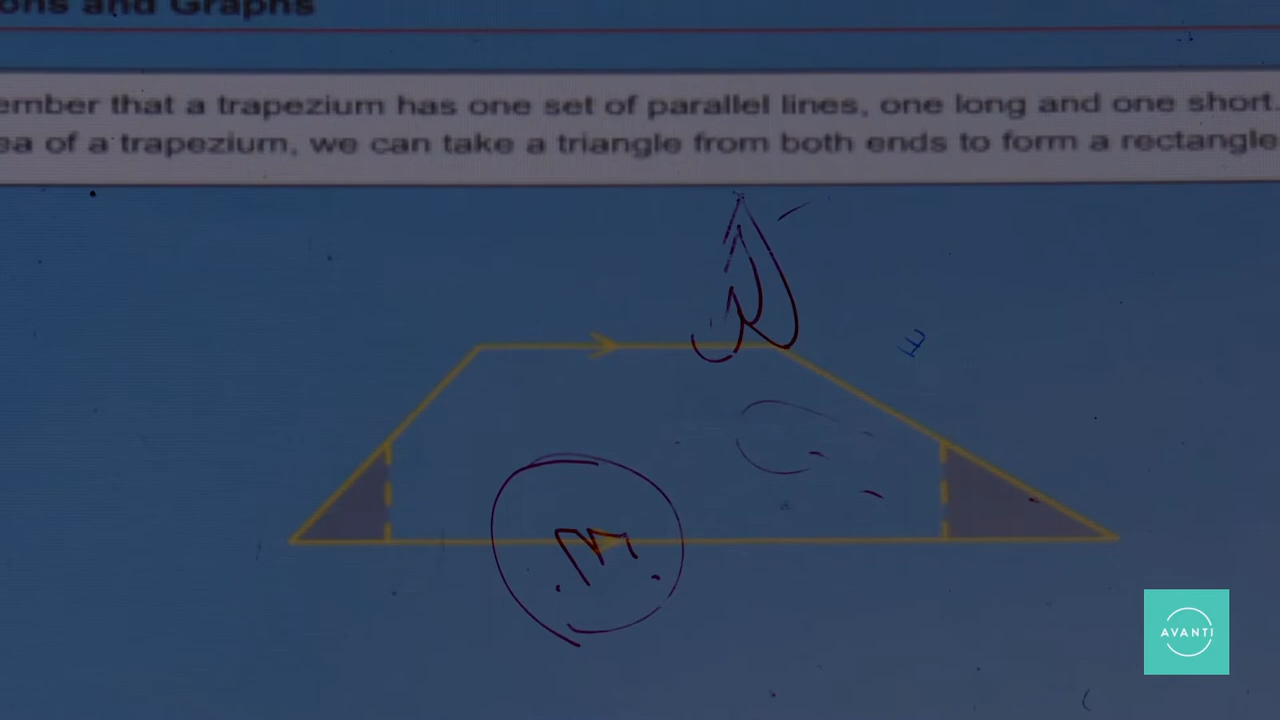 ons and Graphs
ember that a trapezium has one set of parallel lines, one long and one short.
ea of a trapezium, we can take a triangle from both ends to form a rectangle
E
M
AVANTI